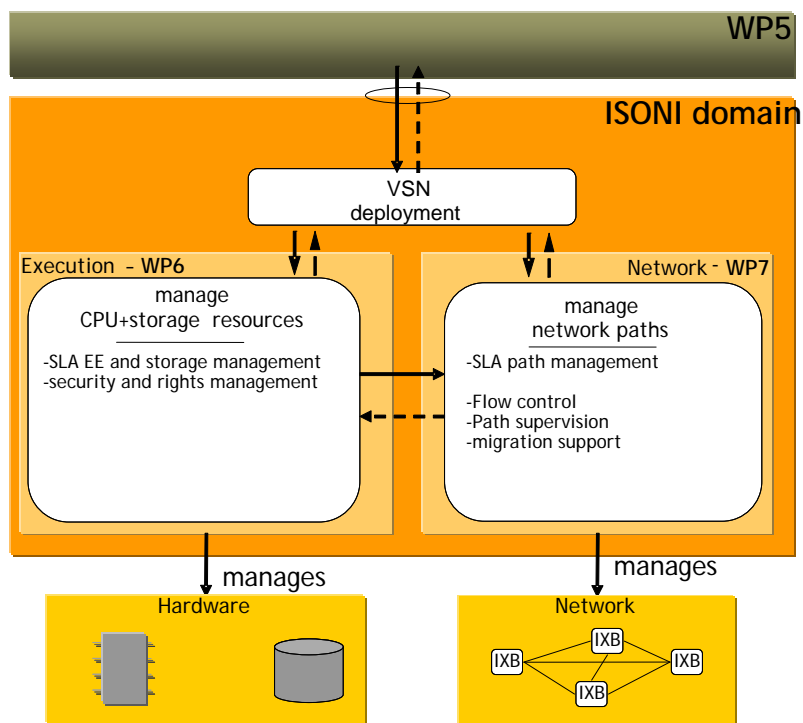 WP5
ISONI domain
VSN
deployment
Execution - WP6
manage
CPU+storage resources
-SLA EE and storage management
-security and rights management
Network - WP7
manage
network paths
-SLA path management
-Flow control
-Path supervision
-migration support
manages
manages
Hardware
Network
IXB
IXB
IXB
IXB